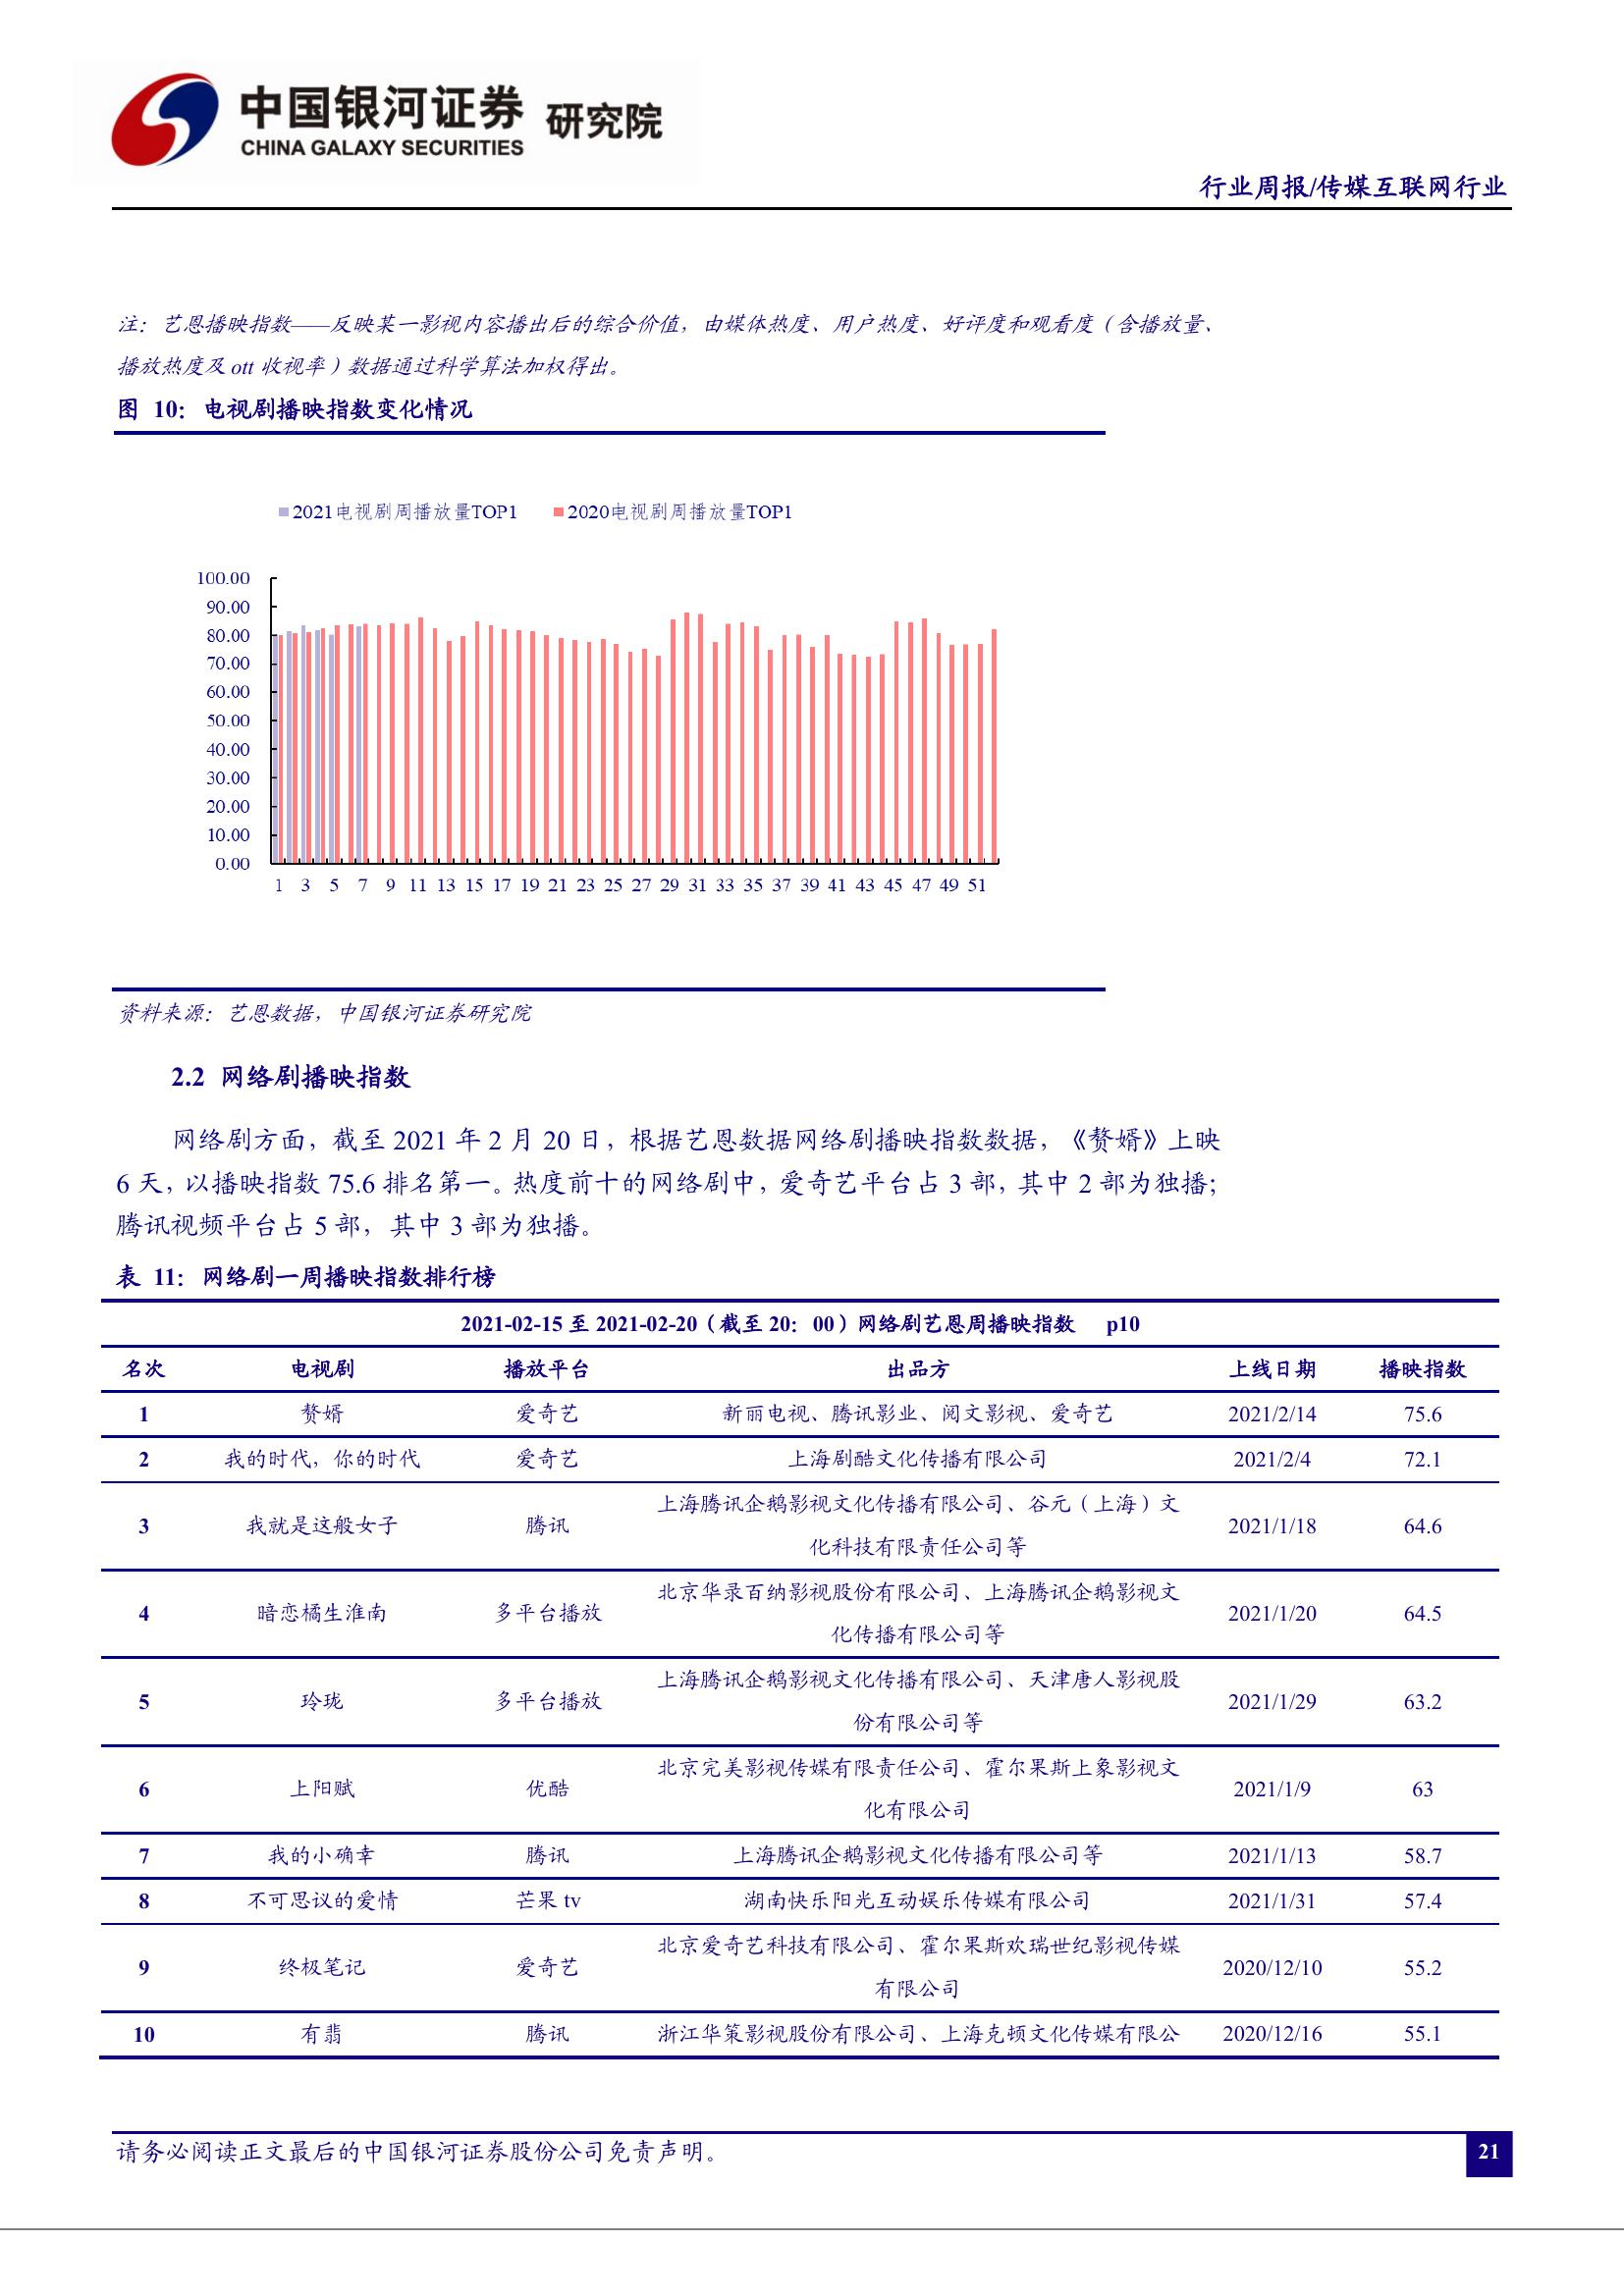 中国银河证券 研究院
CHINA GALAXY SECURITIES
行业周报/传媒互联网行业
注：艺恩播映指数——反映某一影视内容播出后的综合价值，由媒体热度、用户热度、好评度和观看度（含播放量、
播放热度及 ott 收视率）数据通过科学算法加权得出。
图 10：电视剧播映指数变化情况
2021电视剧周播放量TOP1 2020电视剧周播放量TOP1
100.00
90.00
80.00
70.00
60.00
50.00
40.00
30.00
20.00
10.00
0.00
1 3 5 7 9 11 13 15 17 19 21 23 25 27 29 31 33 35 37 39 41 43 45 47 49 51
资料来源：艺恩数据，中国银河证券研究院
2.2 网络剧播映指数
网络剧方面，截至 2021 年 2 月 20 日，根据艺恩数据网络剧播映指数数据，《赘婿》上映
6 天，以播映指数 75.6 排名第一。热度前十的网络剧中，爱奇艺平台占 3 部，其中 2 部为独播；
腾讯视频平台占 5 部，其中 3 部为独播。
表 11：网络剧一周播映指数排行榜
2021-02-15 至 2021-02-20（截至 20：00）网络剧艺恩周播映指数 p10
名次 电视剧 播放平台 出品方 上线日期 播映指数
1 赘婿 爱奇艺 新丽电视、腾讯影业、阅文影视、爱奇艺 2021/2/14 75.6
2 我的时代，你的时代 爱奇艺 上海剧酷文化传播有限公司 2021/2/4 72.1
上海腾讯企鹅影视文化传播有限公司、谷元（上海）文
3 我就是这般女子 腾讯 2021/1/18 64.6
化科技有限责任公司等
北京华录百纳影视股份有限公司、上海腾讯企鹅影视文
4 暗恋橘生淮南 多平台播放 2021/1/20 64.5
化传播有限公司等
上海腾讯企鹅影视文化传播有限公司、天津唐人影视股
5 玲珑 多平台播放 2021/1/29 63.2
份有限公司等
北京完美影视传媒有限责任公司、霍尔果斯上象影视文
6 上阳赋 优酷 2021/1/9 63
化有限公司
7 我的小确幸 腾讯 上海腾讯企鹅影视文化传播有限公司等 2021/1/13 58.7
8 不可思议的爱情 芒果 tv 湖南快乐阳光互动娱乐传媒有限公司 2021/1/31 57.4
北京爱奇艺科技有限公司、霍尔果斯欢瑞世纪影视传媒
9 终极笔记 爱奇艺 2020/12/10 55.2
有限公司
10 有翡 腾讯 浙江华策影视股份有限公司、上海克顿文化传媒有限公 2020/12/16 55.1
请务必阅读正文最后的中国银河证券股份公司免责声明。
21